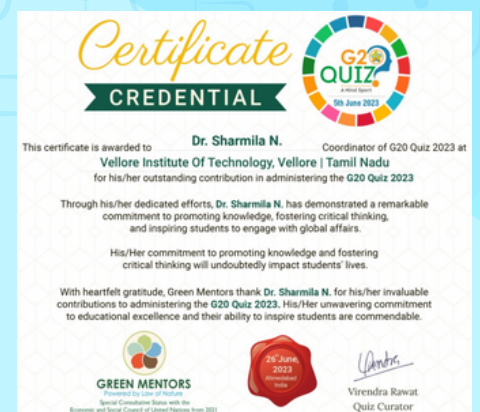 Certificate
CREDENTIAL
G20
QUIZ
A Mind Sport
5th June 2023
This certificate is awarded to Dr. Sharmila N. Coordinator of G20 Quiz 2023 at
Vellore Institute Of Technology, Vellore | Tamil Nadu
for his/her outstanding contribution in administering the G20 Quiz 2023
Through his/her dedicated efforts, Dr. Sharmila N. has demonstrated a remarkable
commitment to promoting knowledge, fostering critical thinking,
and inspiring students to engage with global affairs.
His/Her commitment to promoting knowledge and fostering
critical thinking will undoubtedly impact students' lives.
With heartfelt gratitude, Green Mentors thank Dr. Sharmila N. for his/her invaluable
contributions to administering the G20 Quiz 2023. His/Her unwavering commitment
to educational excellence and their ability to inspire students are commendable.
GREEN MENTORS
Powered by Law of Nature
Special Consultative Status with the
Economic and Social Council of United Nations from 2021
26 June,
2023
Ahmedabad
India
Virendra Rawat
Quiz Curator